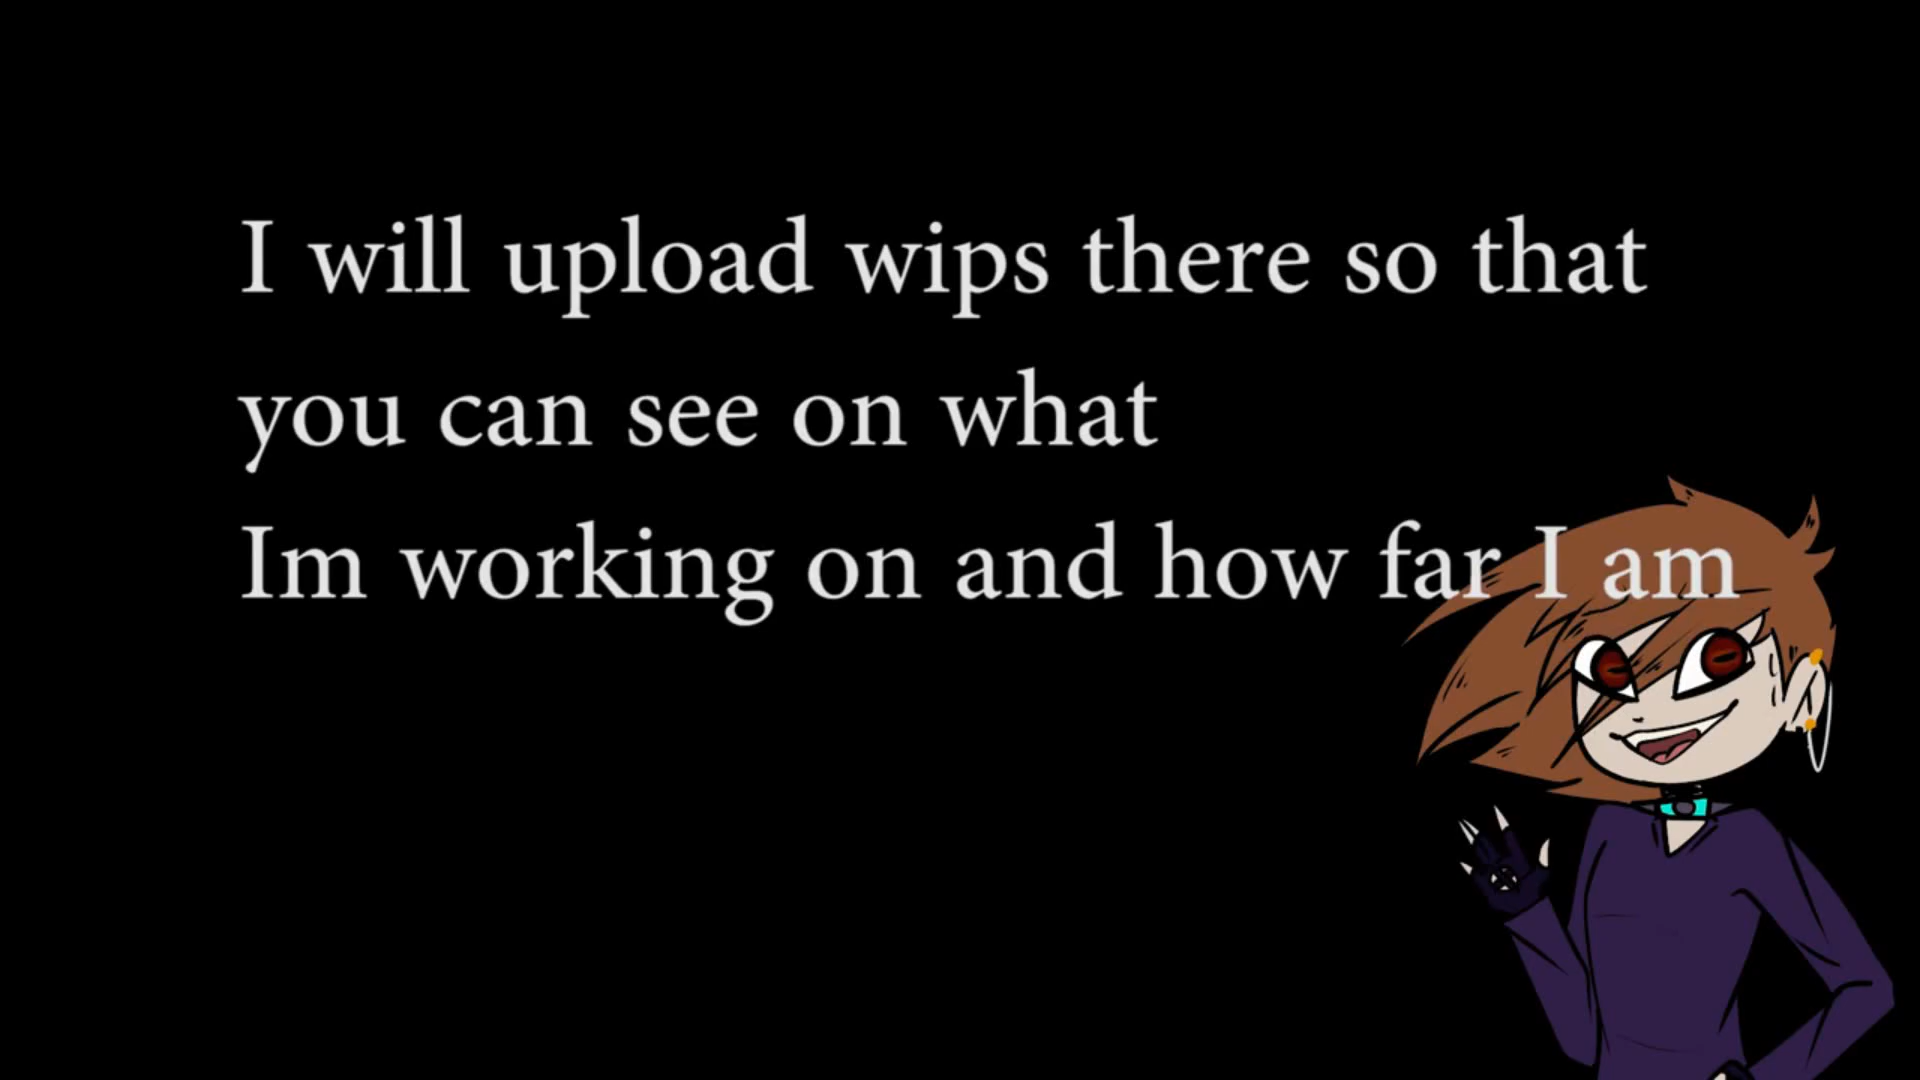 I will upload wips there so that
you can see on what
Im working on and how far I am